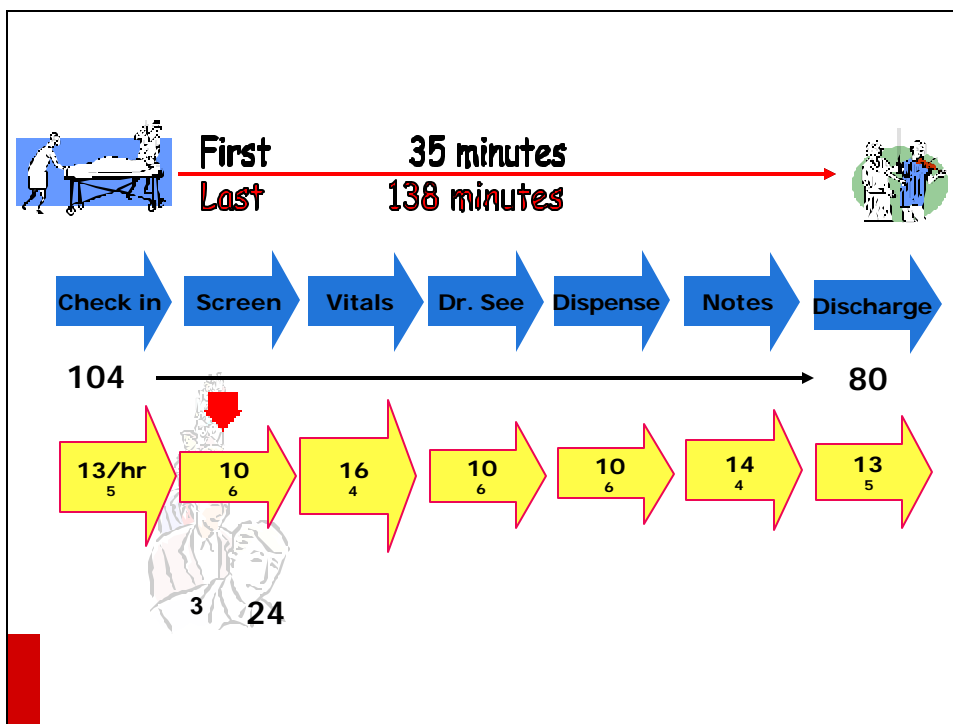 First 35 minutes
Last 138 minutes
Check in Screen Vitals Dr. See Dispense Notes Discharge
104 80
13/hr 10 16 10 10 14 13
5 6 4 6 6 4 5
3 24